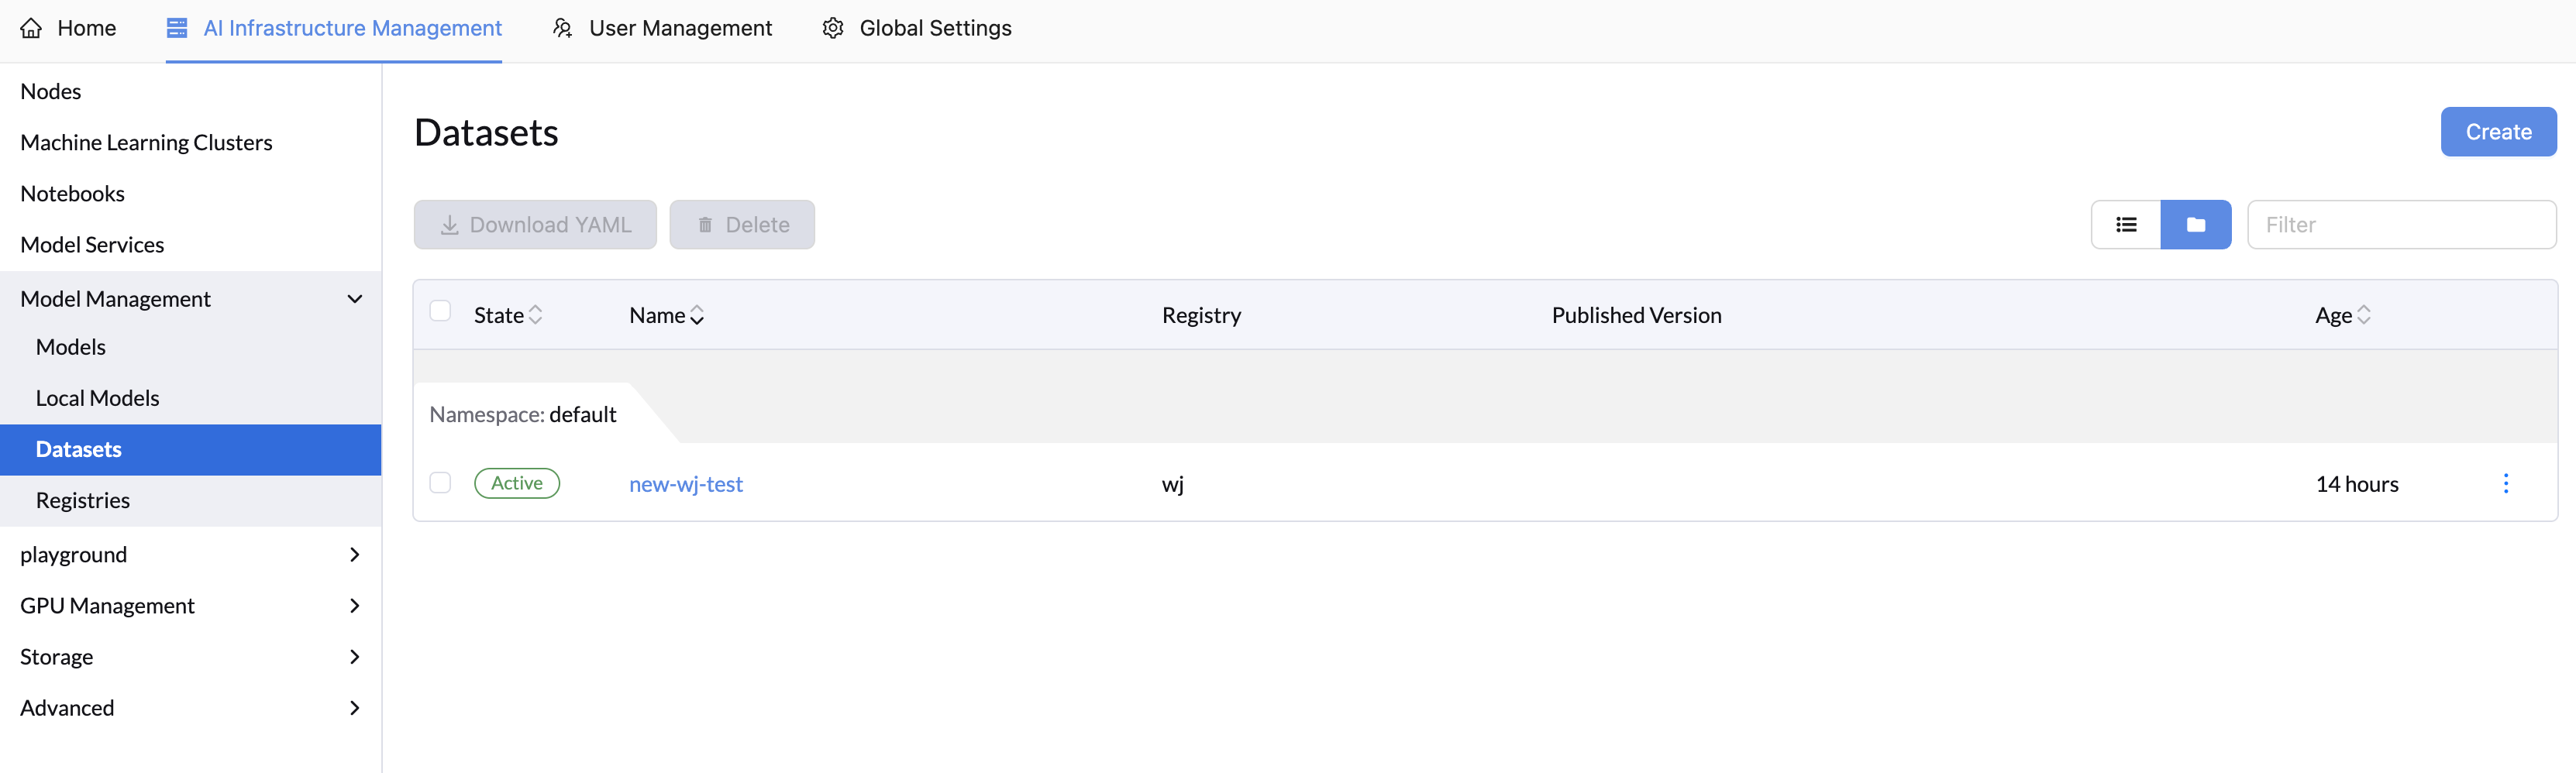 Home AI Infrastructure Management User Management Global Settings
Nodes
Machine Learning Clusters
Notebooks
Model Services
Model Management
Models
Local Models
Datasets
Registries
playground
GPU Management
Storage
Advanced
Datasets
Create
Download YAML Delete
Filter
State Name Registry Published Version Age
Namespace: default
Active new-wj-test wj 14 hours